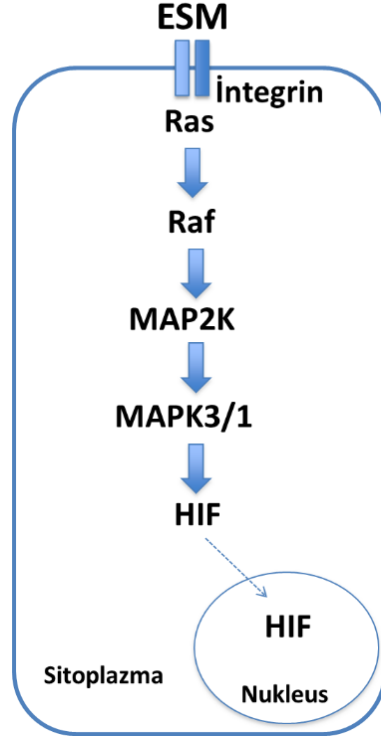 ESM
İntegrin
Ras
Raf
MAP2K
MAPK3/1
HIF
HIF
Sitoplazma
Nukleus